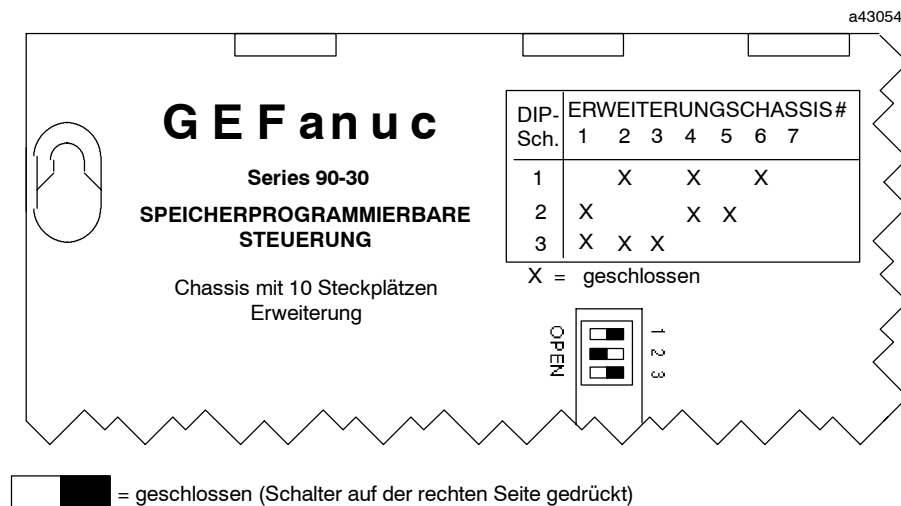 a43054
GEFanuc
Series 90-30
SPEICHERPROGRAMMIERBARE
STEUERUNG
Chassis mit 10 Steckplätzen
Erweiterung
DIP- ERWEITERUNGSCHASSIS#
Sch. 1 2 3 4 5 6 7
1 X X X
2 X X X
3 X X X
X = geschlossen
OPEN
1
2
3
= geschlossen (Schalter auf der rechten Seite gedrückt)